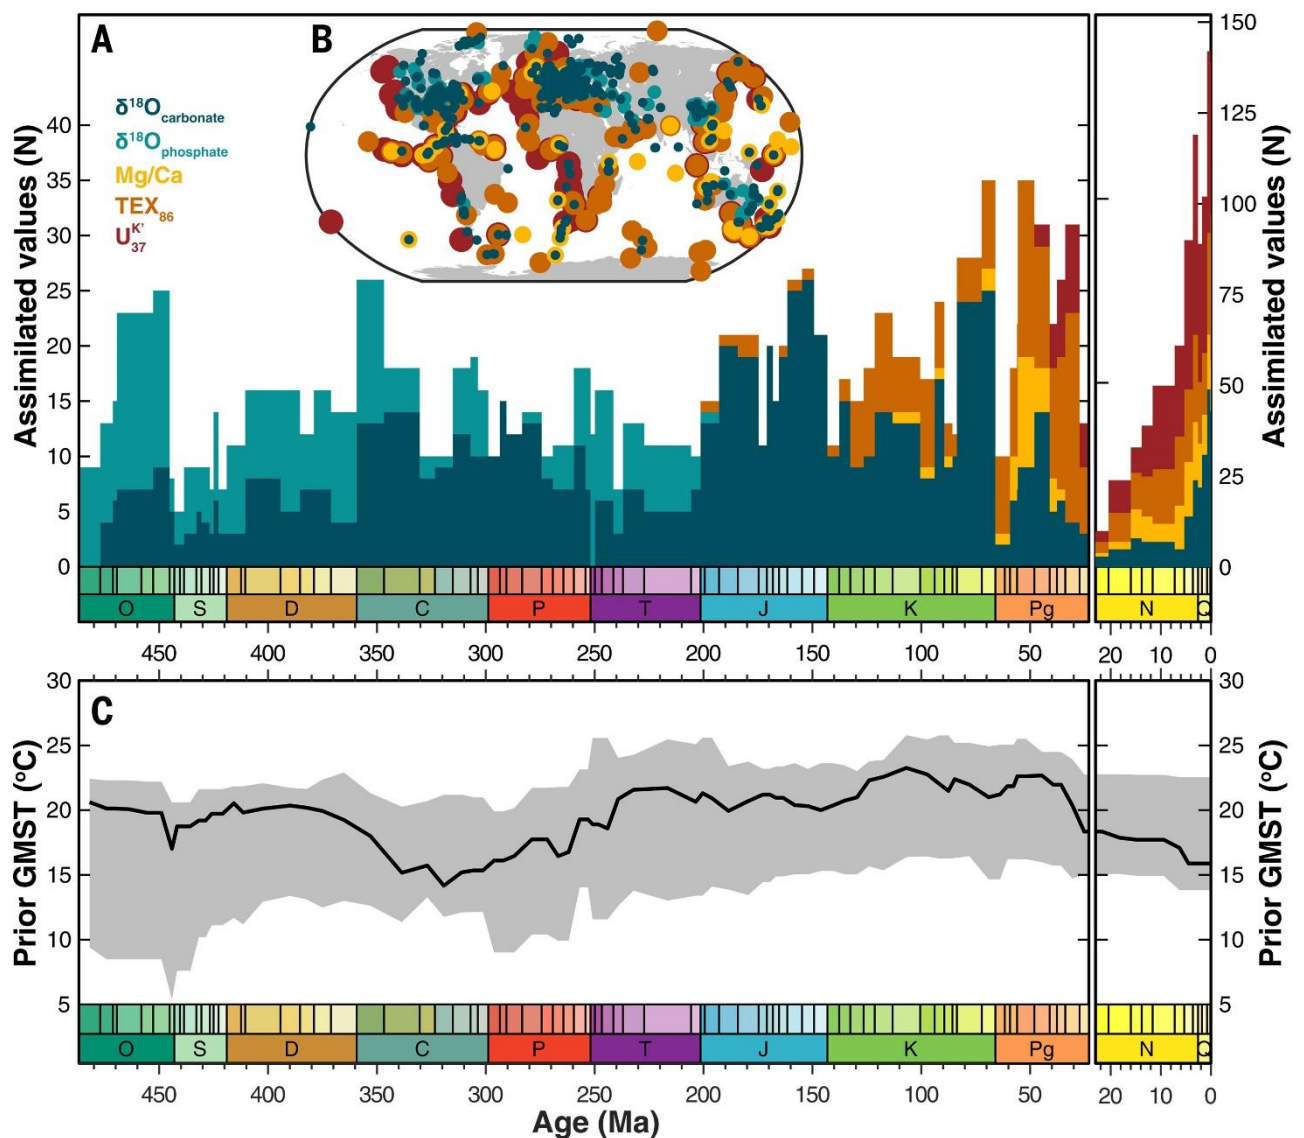 A
B
δ¹⁸Ocarbonate
δ¹⁸Ophosphate
Mg/Ca
TEX₈₆
U³⁷ᴷ'
Assimilated values (N)
40
35
30
25
20
15
10
5
0
150
125
100
75
50
25
0
Assimilated values (N)
O S D C P T J K Pg N Q
450 400 350 300 250 200 150 100 50 20 10 0
C
Prior GMST (°C)
30
25
20
15
10
5
30
25
20
15
10
5
Prior GMST (°C)
O S D C P T J K Pg N Q
450 400 350 300 250 200 150 100 50 20 10 0
Age (Ma)